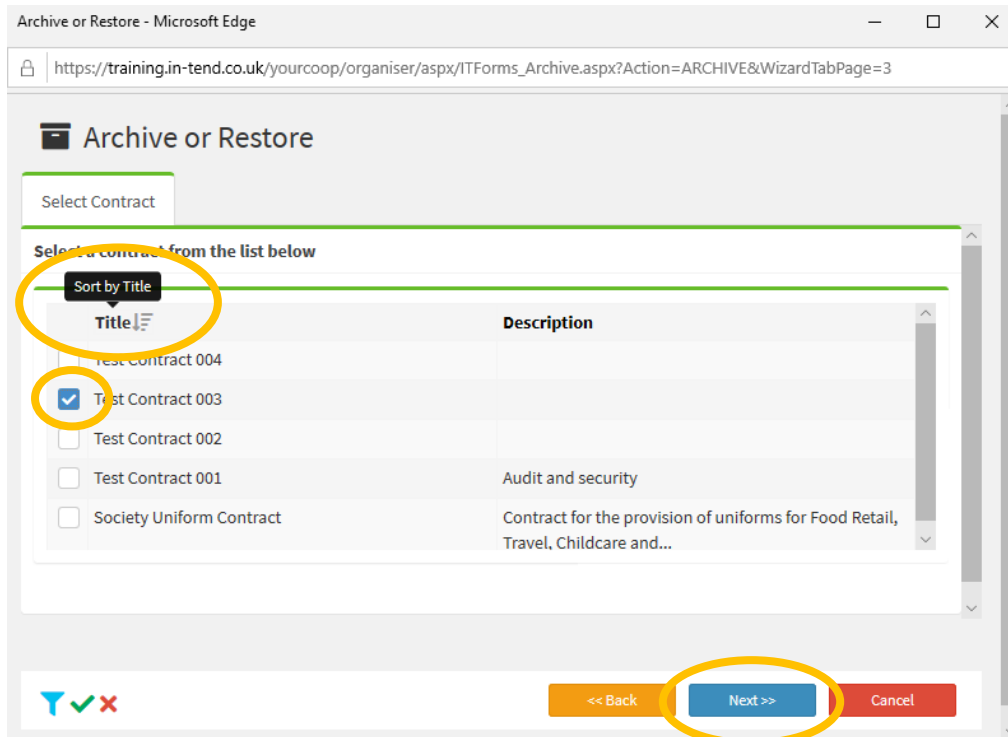 Archive or Restore - Microsoft Edge
https://training.in-tend.co.uk/yourcoop/organiser/aspx/ITForms_Archive.aspx?Action=ARCHIVE&WizardTabPage=3
Archive or Restore
Select Contract
Select a contract from the list below
Sort by Title
Title Description
Test Contract 004
Test Contract 003
Test Contract 002
Test Contract 001 Audit and security
Society Uniform Contract Contract for the provision of uniforms for Food Retail,
Travel, Childcare and...
<< Back Next >> Cancel